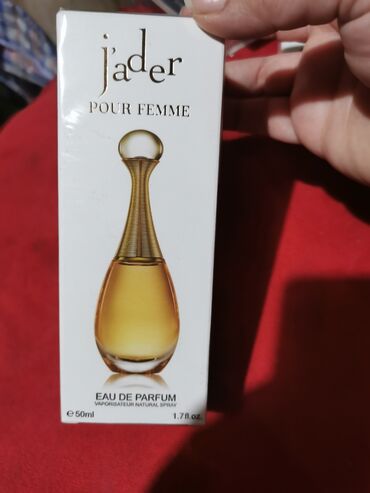 j'ader
POUR FEMME
EAU DE PARFUM
VAPORISATEUR NATURAL SPRAY
℮50ml 1.7fl.oz.